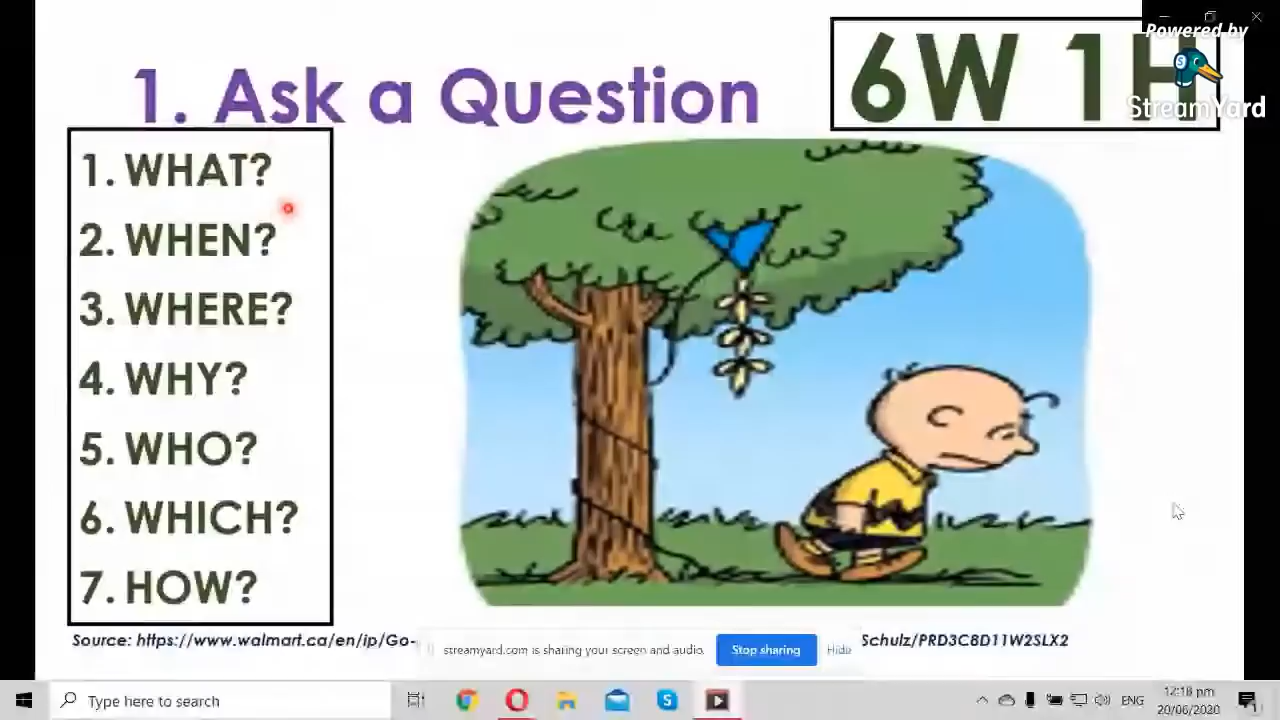 Powered by
StreamYard
1. Ask a Question
6W 1H
1. WHAT?
2. WHEN?
3. WHERE?
4. WHY?
5. WHO?
6. WHICH?
7. HOW?
Source: https://www.walmart.ca/en/ip/Go-
Schulz/PRD3C8D11W2SLX2
streamyard.com is sharing your screen and audio.
Stop sharing
Hide
Type here to search
ENG
12:18 pm
20/06/2020